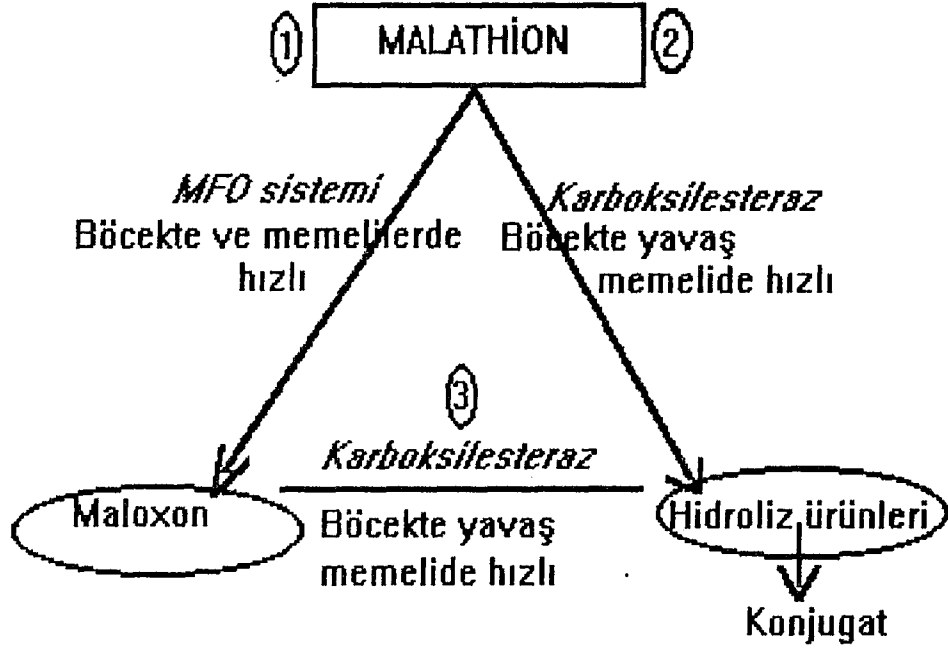 1
MALATHİON
2
MFO sistemi
Böcekte ve memelilerde
hızlı
Karboksilesteraz
Böcekte yavaş
memelide hızlı
3
Karboksilesteraz
Böcekte yavaş
memelide hızlı
Maloxon
Hidroliz ürünleri
Konjugat